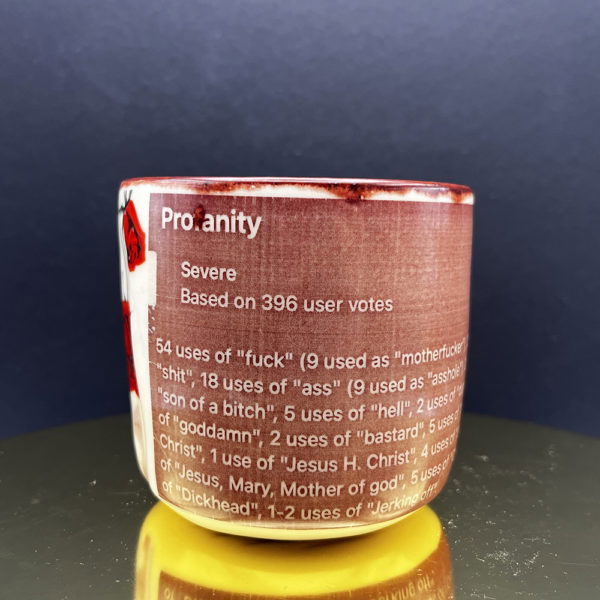 Profanity
Severe
Based on 396 user votes
54 uses of "fuck" (9 used as "motherfucker"
"shit", 18 uses of "ass" (9 used as "asshole"
"son of a bitch", 5 uses of "hell", 2 uses of
of "goddamn", 2 uses of "bastard", 5 uses
Christ", 1 use of "Jesus H. Christ", 4 uses
of "Jesus, Mary, Mother of god", 5 uses of
of "Dickhead", 1-2 uses of "Jerking off"